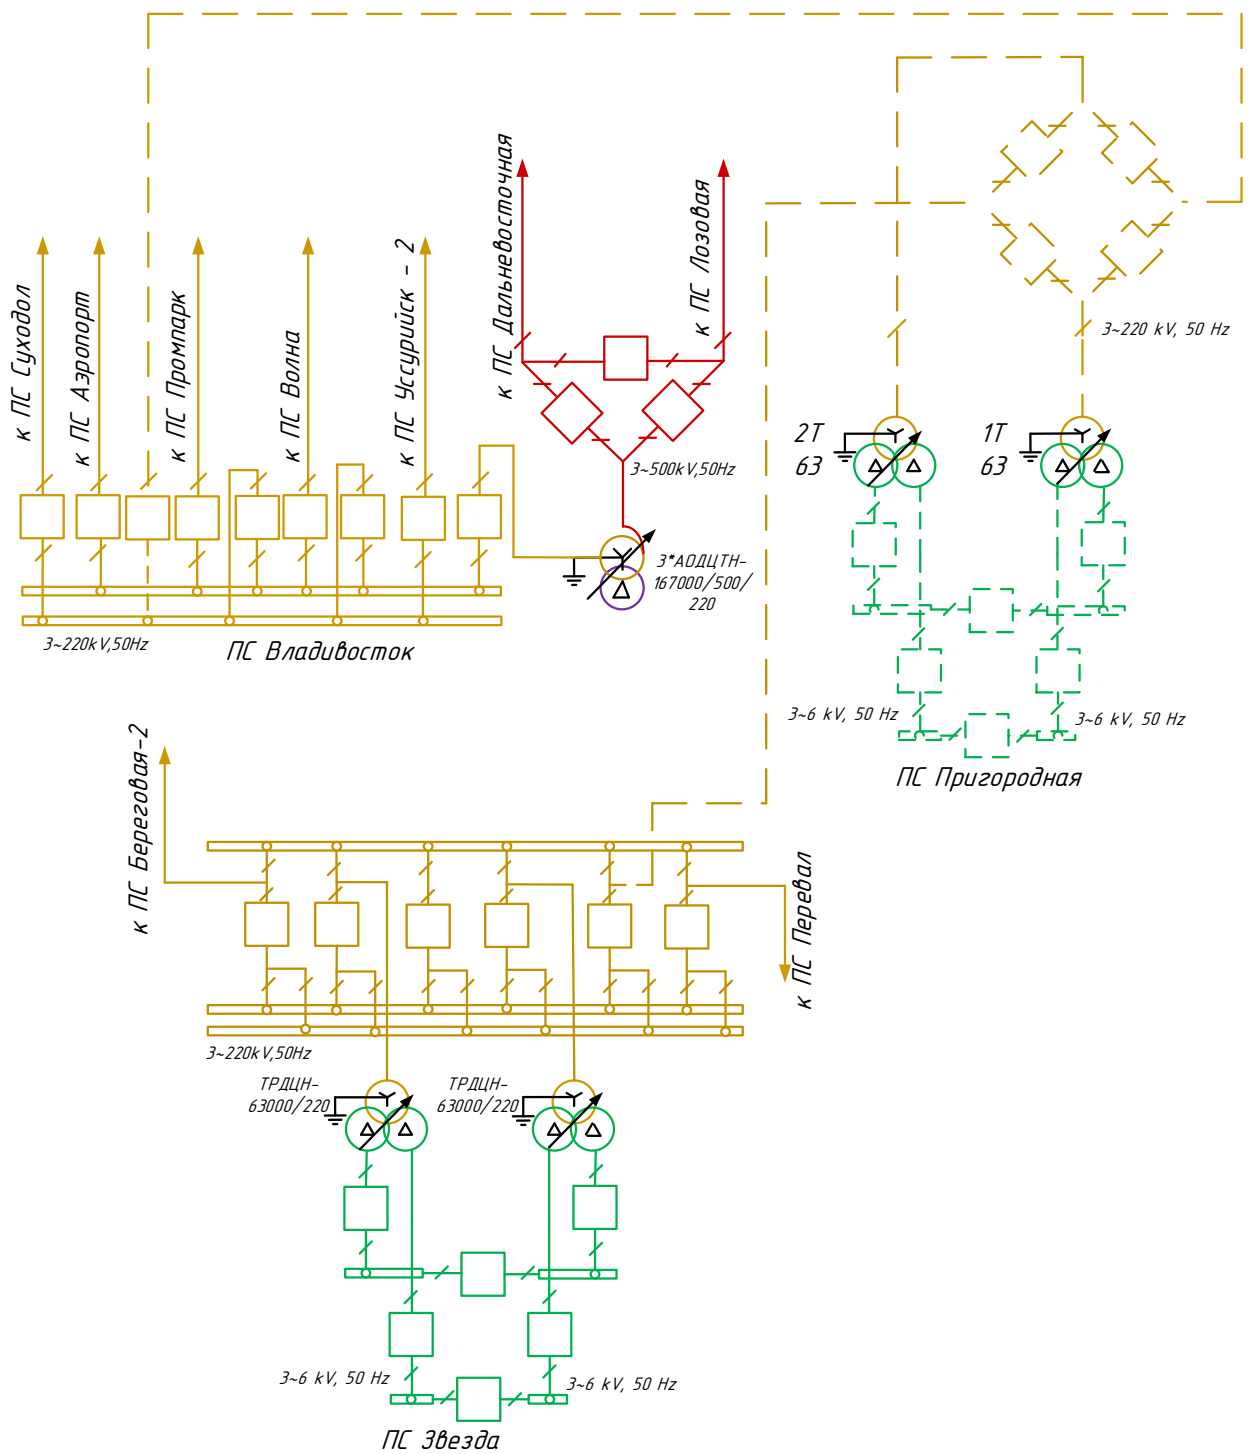 к ПС Суходол
к ПС Аэропорт
к ПС Промпарк
к ПС Волна
к ПС Уссурийск - 2
к ПС Дальневосточная
к ПС Лозовая
3~500kV,50Hz
3*АОДЦТН-
167000/500/
220
3~220kV,50Hz
ПС Владивосток
3~220 kV, 50 Hz
2Т
63
1Т
63
3~6 kV, 50 Hz
3~6 kV, 50 Hz
ПС Пригородная
к ПС Береговая-2
к ПС Перевал
3~220kV,50Hz
ТРДЦН-
63000/220
ТРДЦН-
63000/220
3~6 kV, 50 Hz
3~6 kV, 50 Hz
ПС Звезда